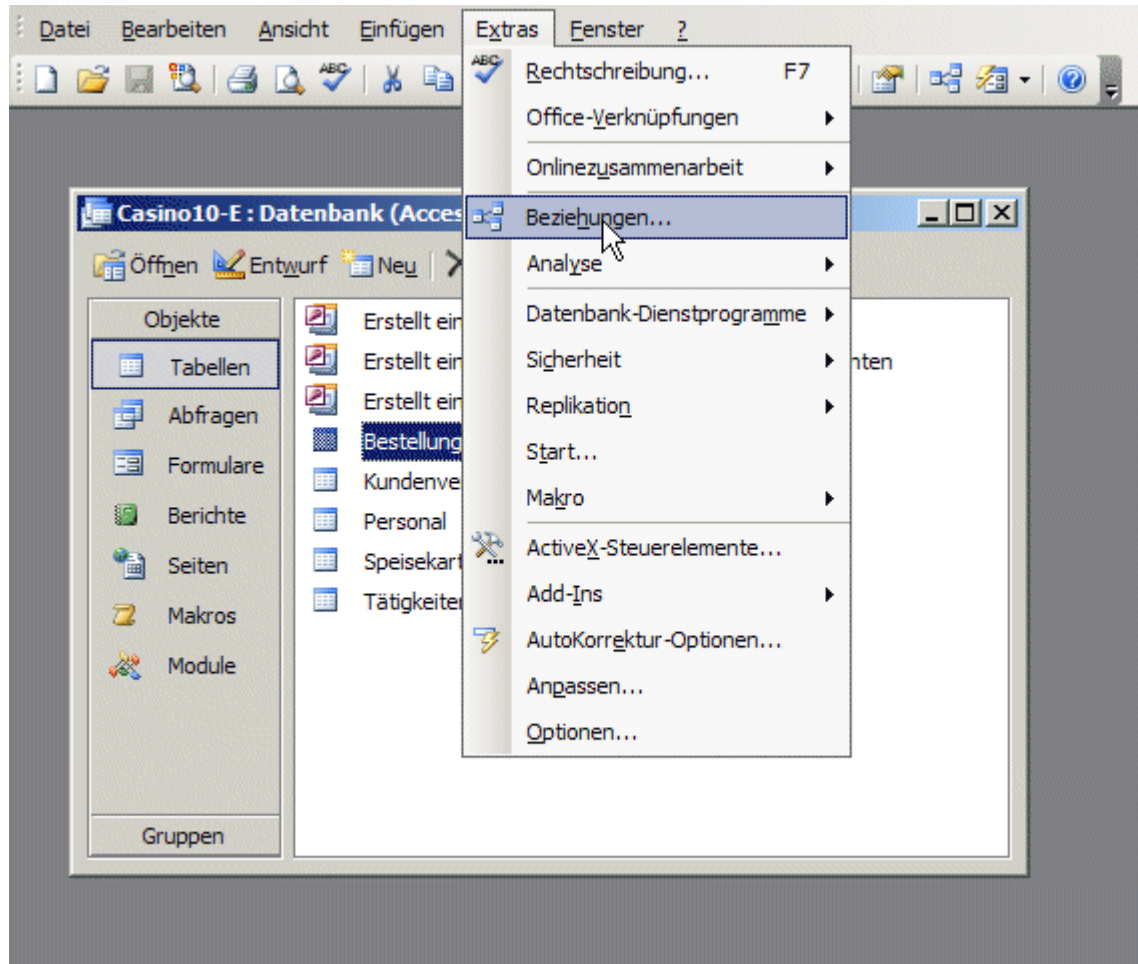 Datei Bearbeiten Ansicht Einfügen Extras Fenster ?
Rechtschreibung... F7
Office-Verknüpfungen
Onlinezusammenarbeit
Beziehungen...
Analyse
Datenbank-Dienstprogramme
Sicherheit
Replikation
Start...
Makro
ActiveX-Steuerelemente...
Add-Ins
AutoKorrektur-Optionen...
Anpassen...
Optionen...
Casino10-E : Datenbank (Acces
Öffnen Entwurf Neu
Objekte
Tabellen
Abfragen
Formulare
Berichte
Seiten
Makros
Module
Gruppen
Erstellt ein
Erstellt ein nten
Erstellt ein
Bestellung
Kundenve
Personal
Speisekart
Tätigkeite